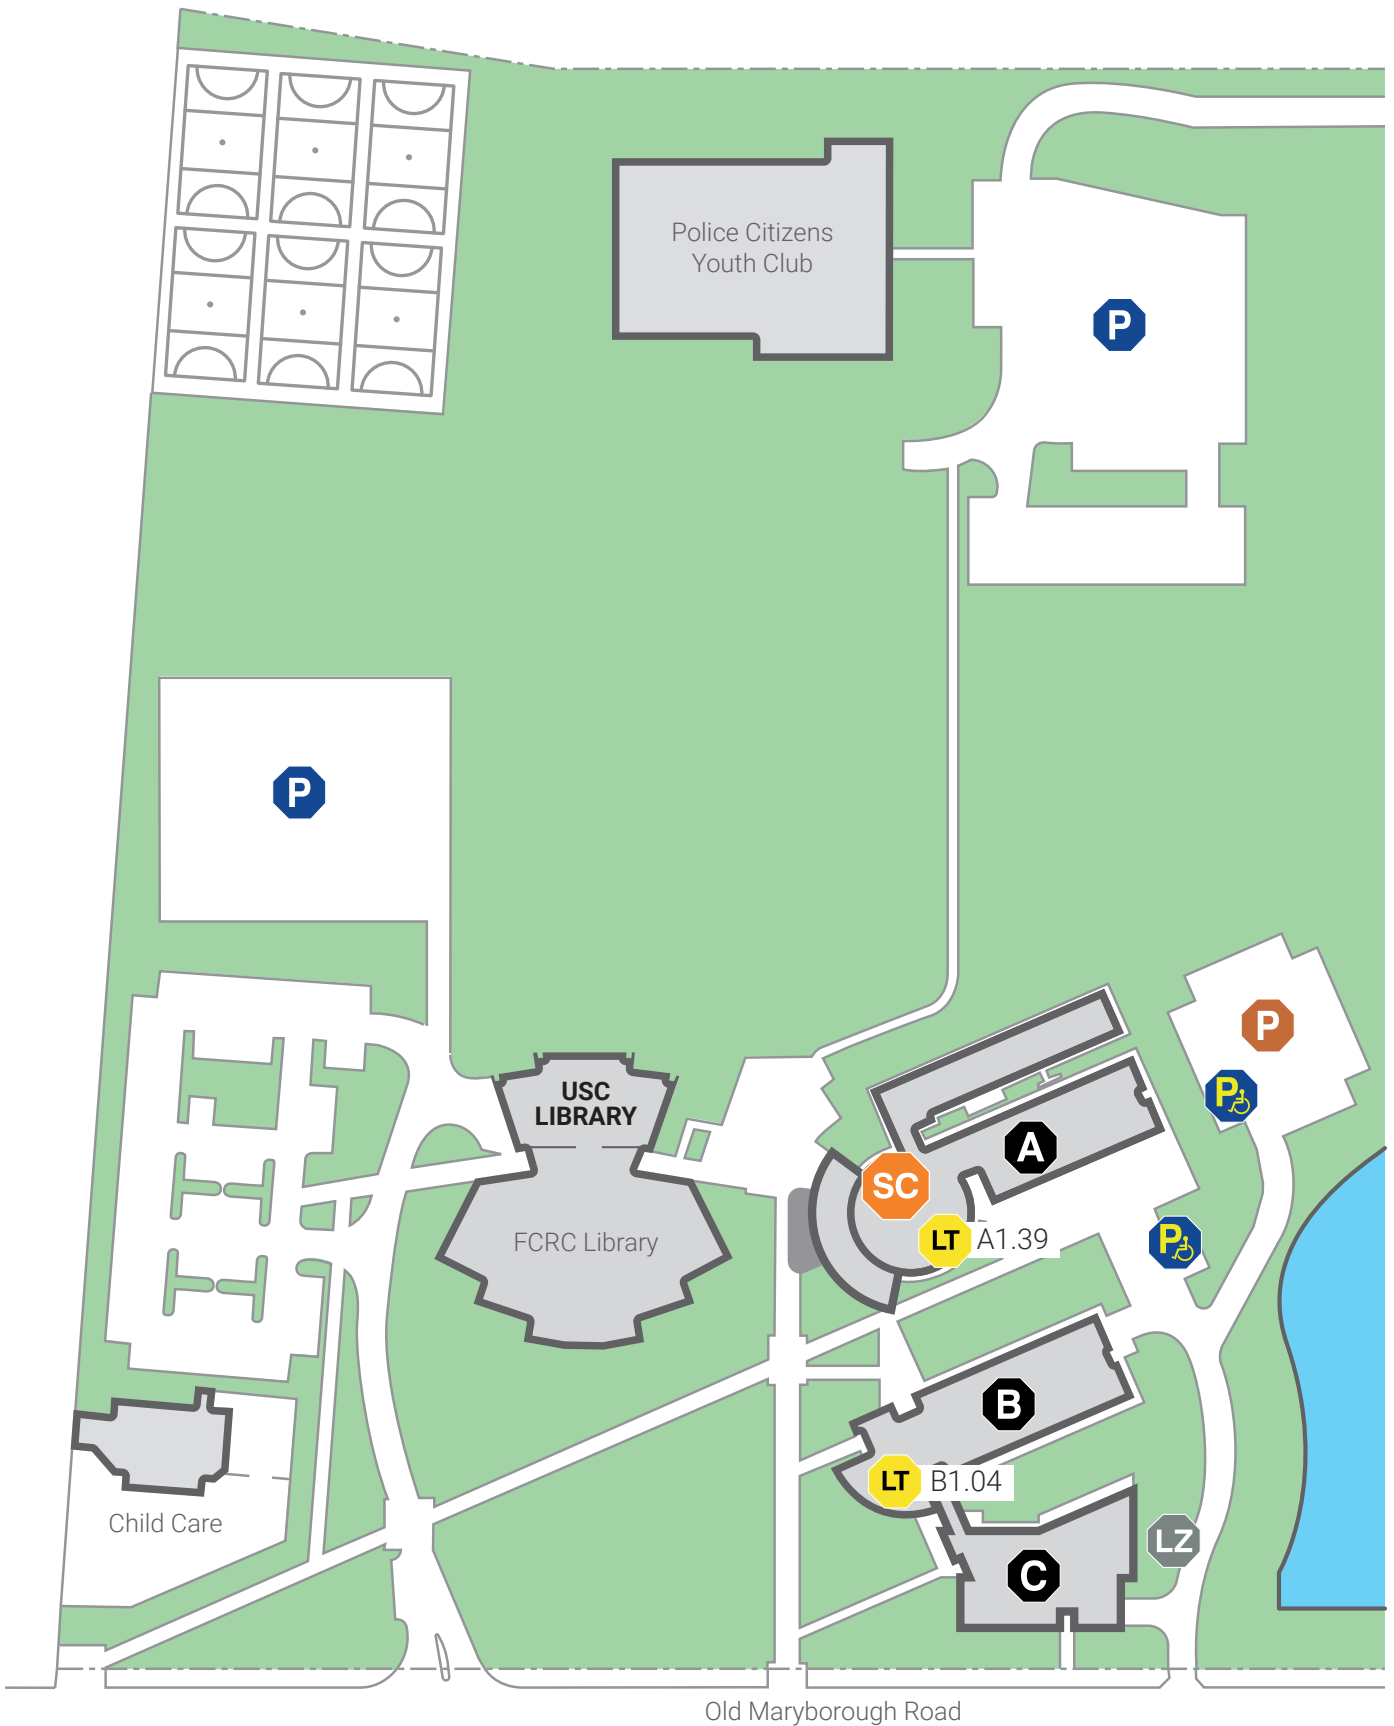 Police Citizens
Youth Club
P
P
P
P
USC
LIBRARY
A
SC
FCRC Library
LT A1.39
P
B
LT B1.04
Child Care
LZ
C
Old Maryborough Road